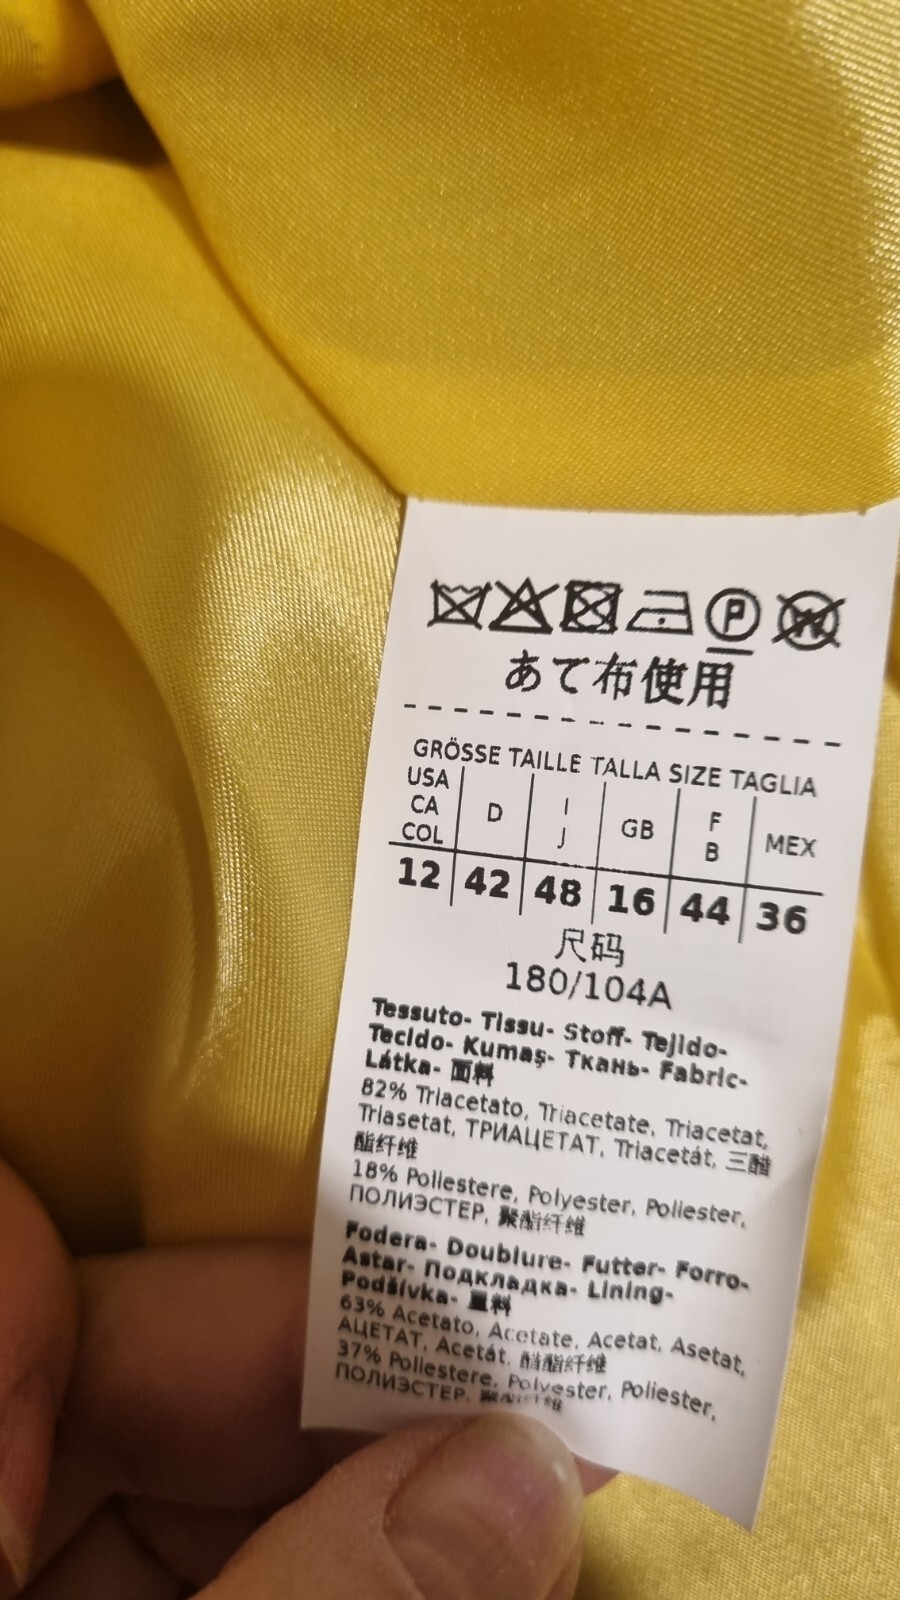 P W
あて布使用
GRÖSSE TAILLE TALLA SIZE TAGLIA
USA CA COL D I J GB F B MEX
12 42 48 16 44 36
尺码
180/104A
Tessuto- Tissu- Stoff- Tejido-
Tecido- Kumaş- Ткань- Fabric-
Látka- 面料
82% Triacetato, Triacetate, Triacetat,
Triasetat, ТРИАЦЕТАТ, Triacetát, 三醋
酯纤维
18% Poliestere, Polyester, Poliester,
ПОЛИЭСТЕР, 聚酯纤维
Fodera- Doublure- Futter- Forro-
Astar- Подкладка- Lining-
Podšívka- 里料
63% Acetato, Acetate, Acetat, Asetat,
АЦЕТАТ, Acetát, 醋酯纤维
37% Poliestere, Polyester, Poliester,
ПОЛИЭСТЕР, 聚酯纤维